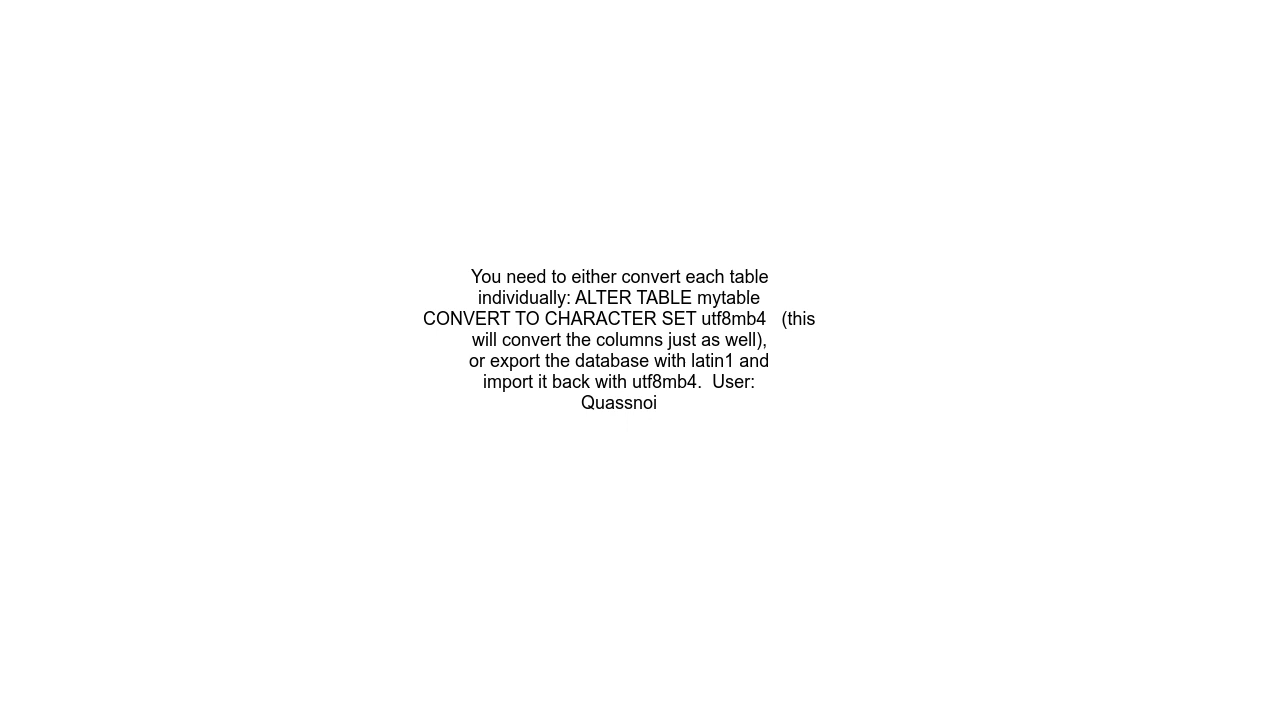 You need to either convert each table
individually: ALTER TABLE mytable
CONVERT TO CHARACTER SET utf8mb4   (this
will convert the columns just as well),
or export the database with latin1 and
import it back with utf8mb4.  User:
Quassnoi